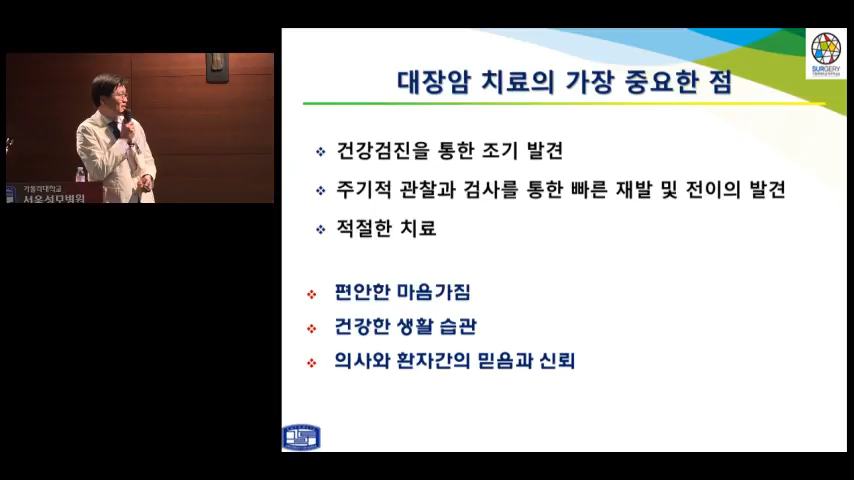 대장암 치료의 가장 중요한 점
건강검진을 통한 조기 발견
주기적 관찰과 검사를 통한 빠른 재발 및 전이의 발견
적절한 치료
편안한 마음가짐
건강한 생활 습관
의사와 환자간의 믿음과 신뢰
SURGERY
가톨릭대학교
서울성모병원